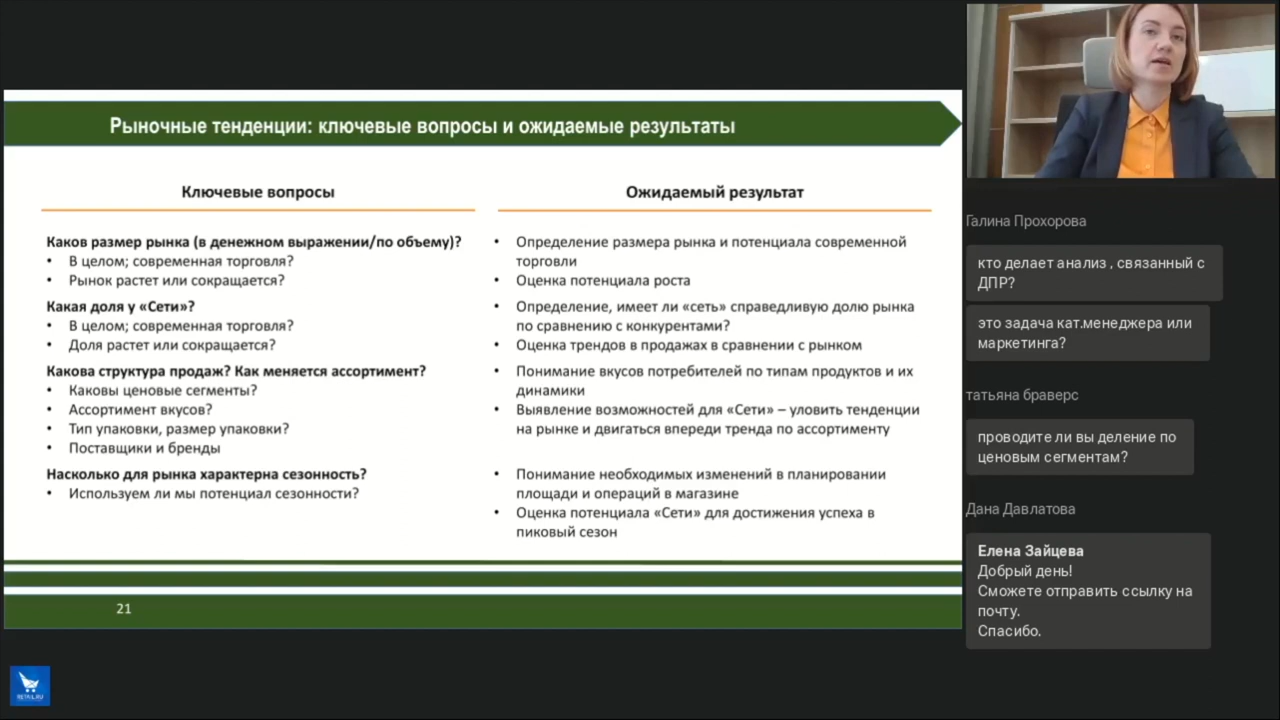 Рыночные тенденции: ключевые вопросы и ожидаемые результаты
Ключевые вопросы
Каков размер рынка (в денежном выражении/по объему)?
• В целом; современная торговля?
• Рынок растет или сокращается?
Какая доля у «Сети»?
• В целом; современная торговля?
• Доля растет или сокращается?
Какова структура продаж? Как меняется ассортимент?
• Каковы ценовые сегменты?
• Ассортимент вкусов?
• Тип упаковки, размер упаковки?
• Поставщики и бренды
Насколько для рынка характерна сезонность?
• Используем ли мы потенциал сезонности?
Ожидаемый результат
• Определение размера рынка и потенциала современной
торговли
• Оценка потенциала роста
• Определение, имеет ли «сеть» справедливую долю рынка
по сравнению с конкурентами?
• Оценка трендов в продажах в сравнении с рынком
• Понимание вкусов потребителей по типам продуктов и их
динамики
• Выявление возможностей для «Сети» – уловить тенденции
на рынке и двигаться впереди тренда по ассортименту
• Понимание необходимых изменений в планировании
площади и операций в магазине
• Оценка потенциала «Сети» для достижения успеха в
пиковый сезон
21
RETAIL.RU
Галина Прохорова
кто делает анализ , связанный с
ДПР?
это задача кат.менеджера или
маркетинга?
татьяна браверс
проводите ли вы деление по
ценовым сегментам?
Дана Давлатова
Елена Зайцева
Добрый день!
Сможете отправить ссылку на
почту.
Спасибо.